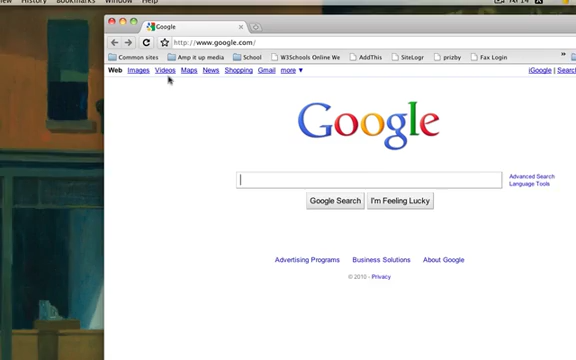 History Bookmarks Window Help
Google
http://www.google.com/
Common sites Amp it up media School W3Schools Online We AddThis SiteLogr prizby Fax Login
Web Images Videos Maps News Shopping Gmail more ▼ iGoogle | Search
Google
Advanced Search
Language Tools
Google Search I'm Feeling Lucky
Advertising Programs Business Solutions About Google
© 2010 - Privacy